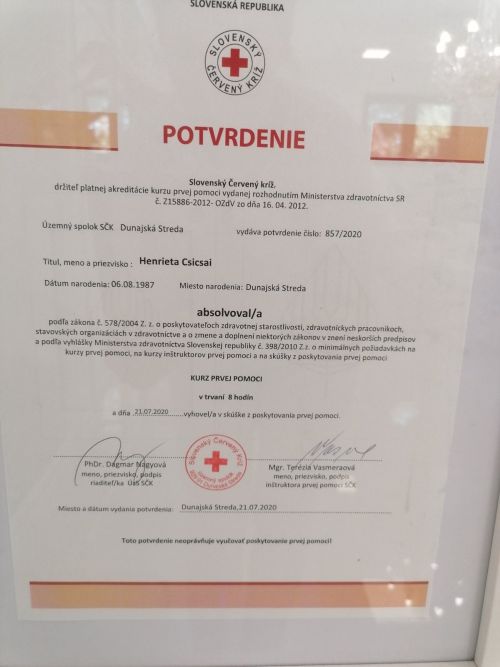 SLOVENSKÁ REPUBLIKA
SLOVENSKÝ
ČERVENÝ KRÍŽ
POTVRDENIE
Slovenský Červený kríž,
držiteľ platnej akreditácie kurzu prvej pomoci vydanej rozhodnutím Ministerstva zdravotníctva SR
č. Z15886-2012- OZdV zo dňa 16. 04. 2012.
Územný spolok SČK Dunajská Streda vydáva potvrdenie číslo: 857/2020
Titul, meno a priezvisko : Henrieta Csicsai
Dátum narodenia: 06.08.1987 Miesto narodenia: Dunajská Streda
absolvoval/a
podľa zákona č. 578/2004 Z. z. o poskytovateľoch zdravotnej starostlivosti, zdravotníckych pracovníkoch,
stavovských organizáciách v zdravotníctve a o zmene a doplnení niektorých zákonov v znení neskorších predpisov
a podľa vyhlášky Ministerstva zdravotníctva Slovenskej republiky č. 398/2010 Z.z. o minimálnych požiadavkách na
kurzy prvej pomoci, na kurzy inštruktorov prvej pomoci a na skúšky z poskytovania prvej pomoci
KURZ PRVEJ POMOCI
v trvaní 8 hodín
a dňa 21.07.2020 vyhovel/a v skúške z poskytovania prvej pomoci.
Slovenský Červený Kríž
PhDr. Dagmar Nagyová
meno, priezvisko, podpis
riaditeľ/ka ÚzS SČK
Mgr. Terézia Vasmeraová
meno, priezvisko, podpis
inštruktora prvej pomoci SČK
Miesto a dátum vydania potvrdenia: Dunajská Streda,21.07.2020
Toto potvrdenie neoprávňuje vyučovať poskytovanie prvej pomoci!